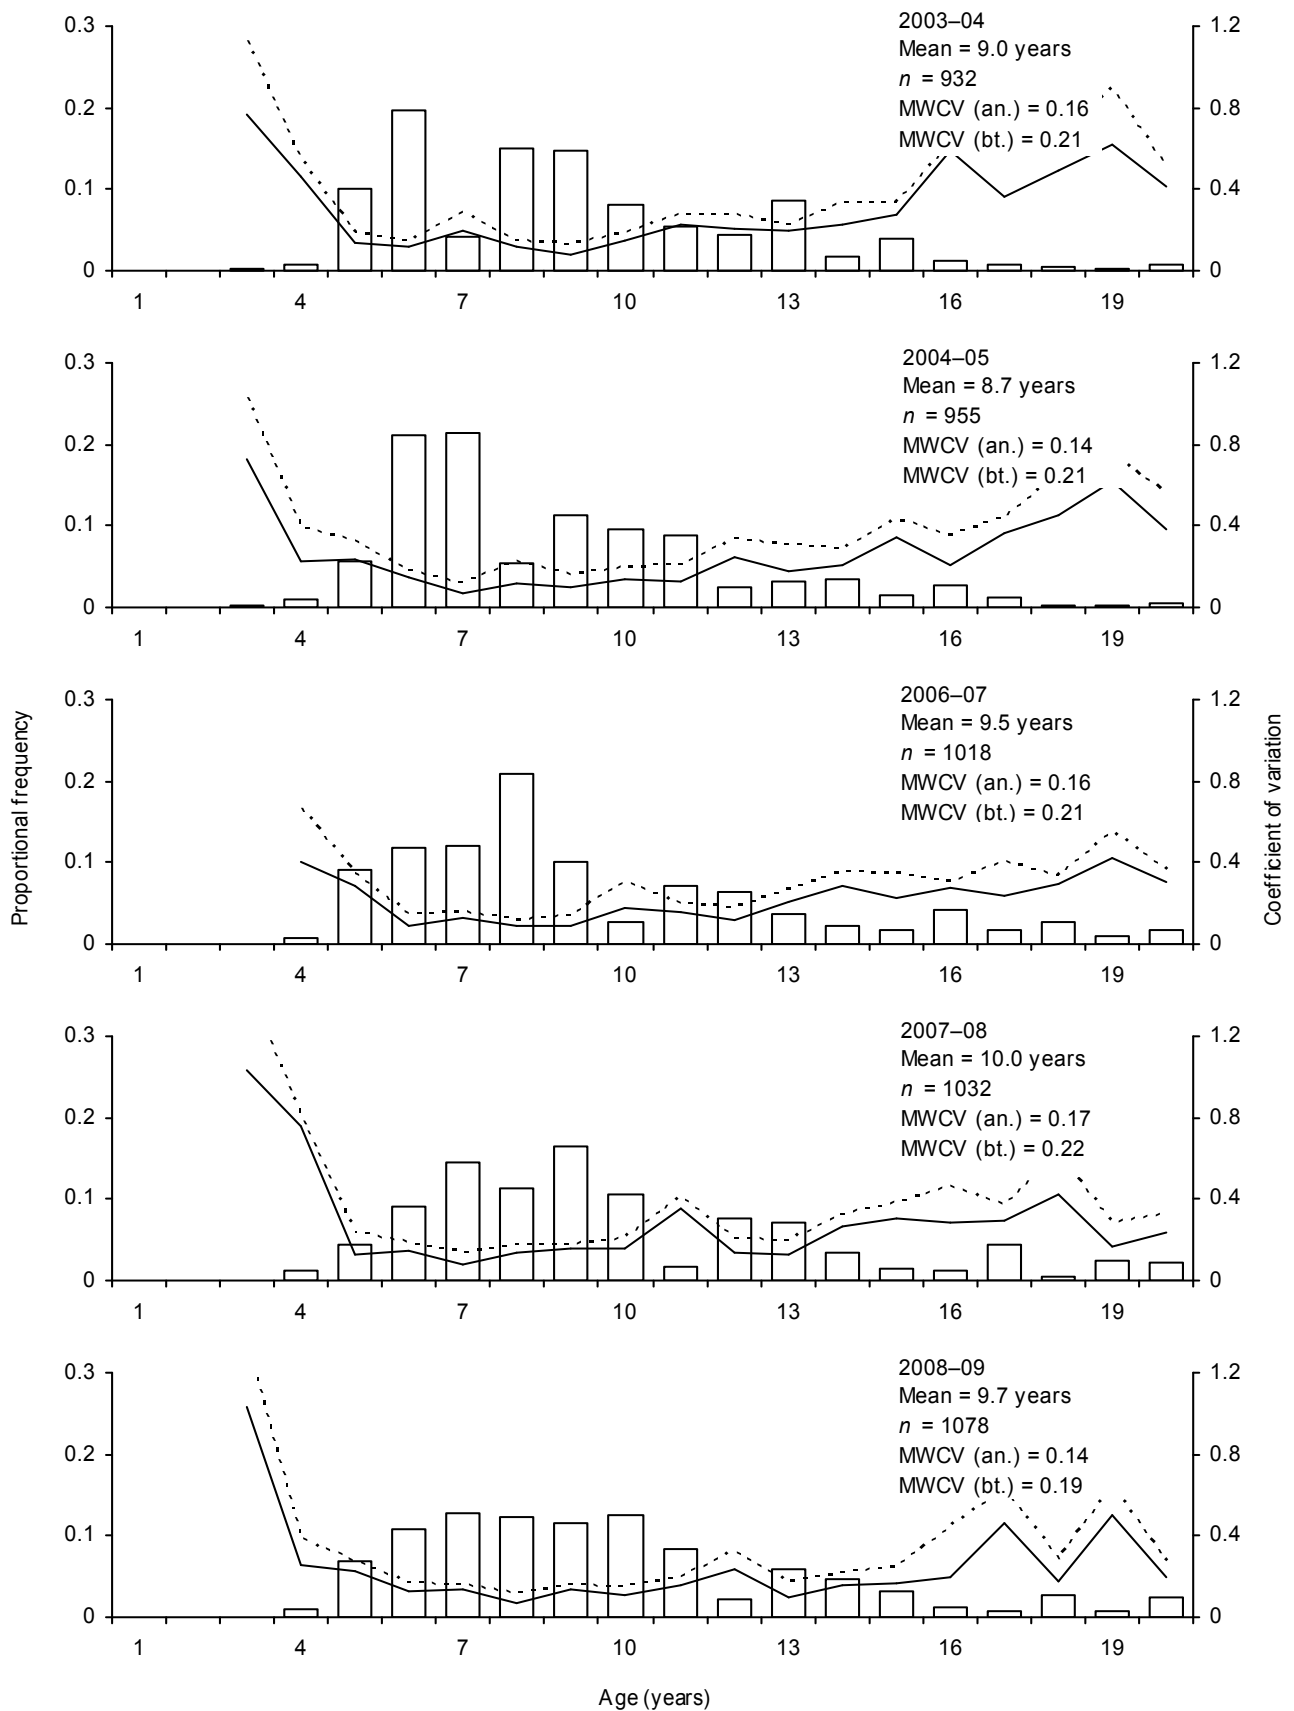 0.3
0.2
0.1
0
2003–04
Mean = 9.0 years
n = 932
MWCV (an.) = 0.16
MWCV (bt.) = 0.21
1.2
0.8
0.4
0
1 4 7 10 13 16 19
0.3
0.2
0.1
0
2004–05
Mean = 8.7 years
n = 955
MWCV (an.) = 0.14
MWCV (bt.) = 0.21
1.2
0.8
0.4
0
1 4 7 10 13 16 19
Proportional frequency
0.3
0.2
0.1
0
2006–07
Mean = 9.5 years
n = 1018
MWCV (an.) = 0.16
MWCV (bt.) = 0.21
1.2
0.8
0.4
0
Coefficient of variation
1 4 7 10 13 16 19
0.3
0.2
0.1
0
2007–08
Mean = 10.0 years
n = 1032
MWCV (an.) = 0.17
MWCV (bt.) = 0.22
1.2
0.8
0.4
0
1 4 7 10 13 16 19
0.3
0.2
0.1
0
2008–09
Mean = 9.7 years
n = 1078
MWCV (an.) = 0.14
MWCV (bt.) = 0.19
1.2
0.8
0.4
0
1 4 7 10 13 16 19
Age (years)